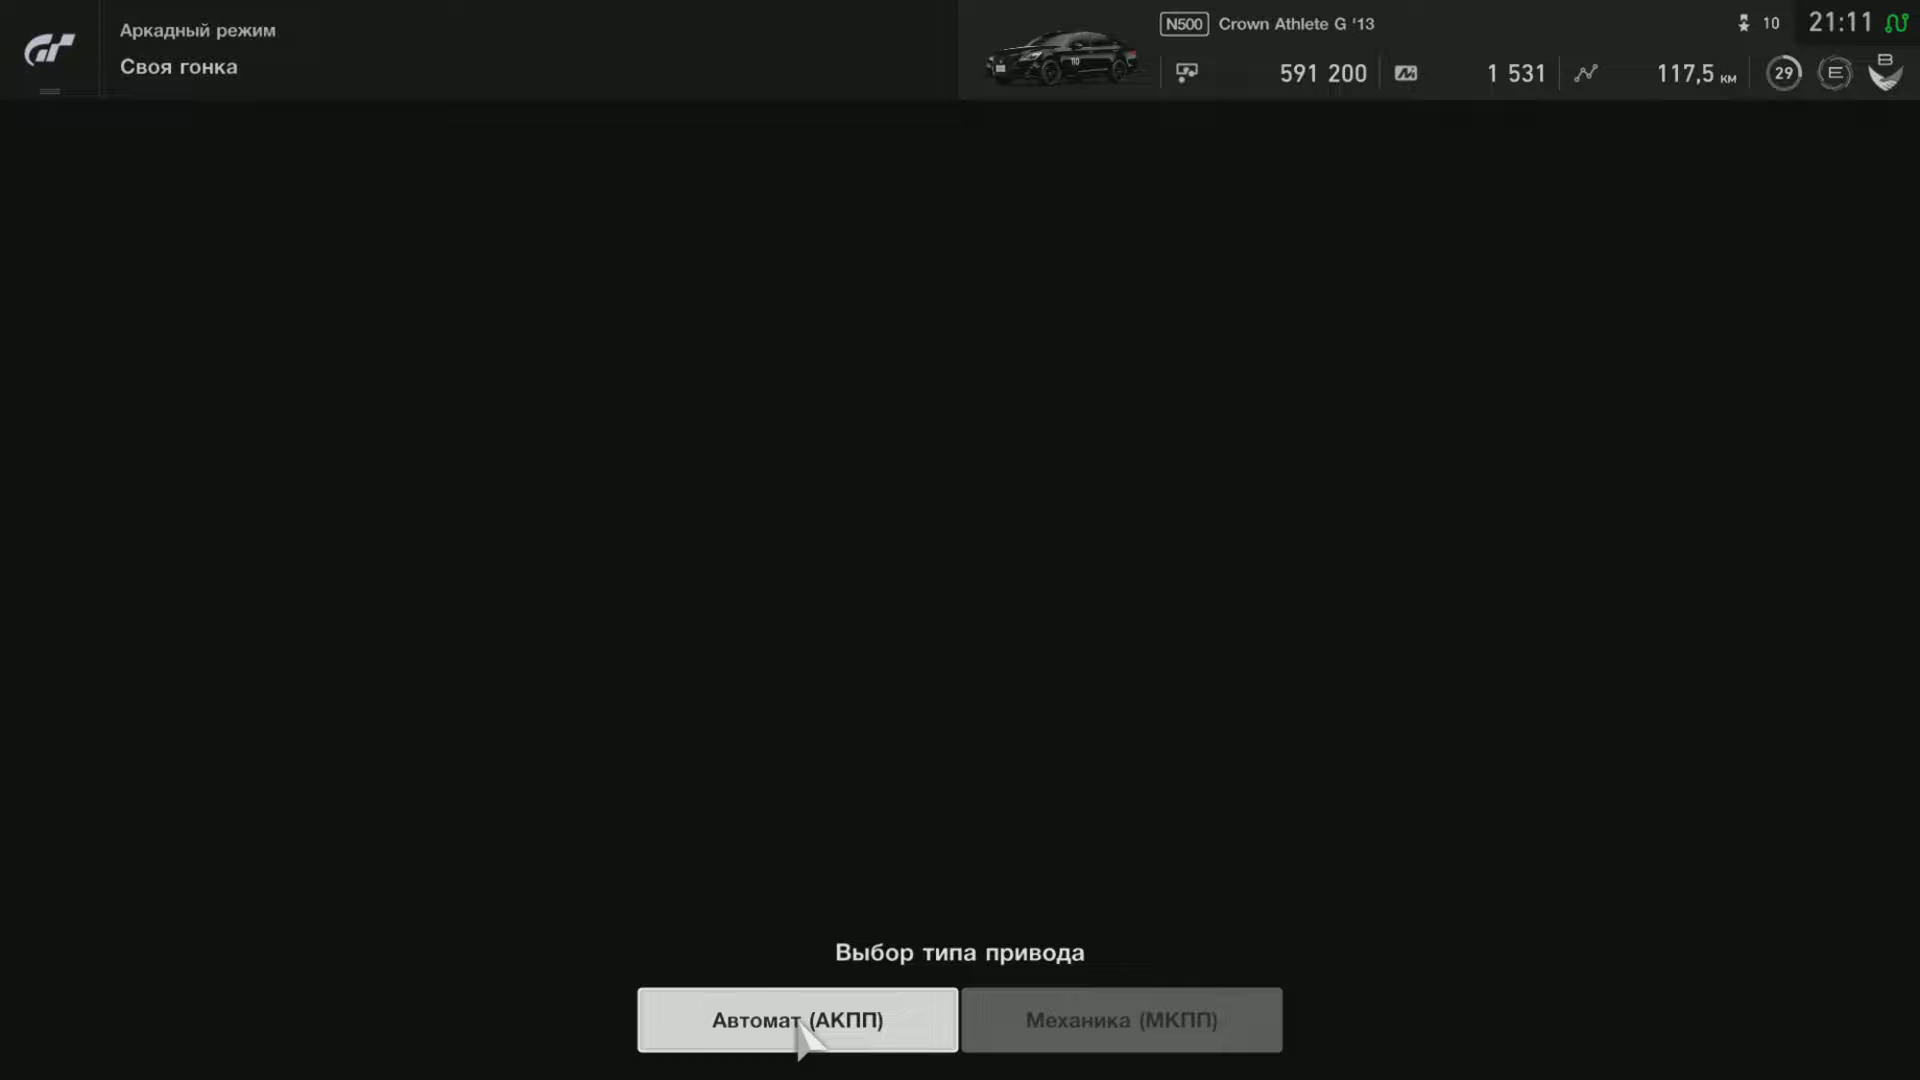 Аркадный режим
Своя гонка
N500 Crown Athlete G '13
10
21:11
591 200
1 531
117,5 км
29
E
B
110
Выбор типа привода
Автомат (АКПП)
Механика (МКПП)